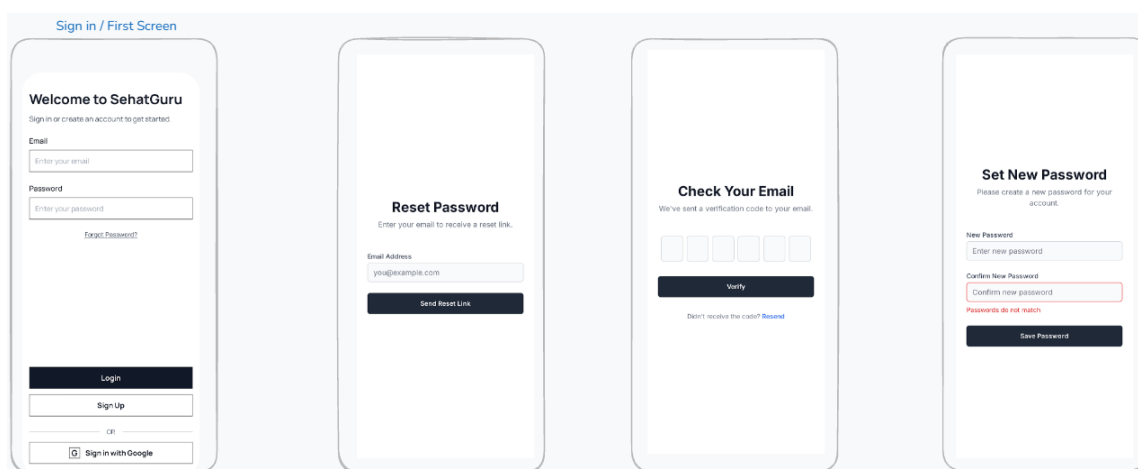 Sign in / First Screen
Welcome to SehatGuru
Sign in or create an account to get started
Email
Enter your email
Password
Enter your password
Forgot Password?
Login
Sign Up
OR
G Sign in with Google
Reset Password
Enter your email to receive a reset link.
Email Address
you@example.com
Send Reset Link
Check Your Email
We've sent a verification code to your email.
Verify
Didn't receive the code? Resend
Set New Password
Please create a new password for your
account.
New Password
Enter new password
Confirm New Password
Confirm new password
Passwords do not match
Save Password